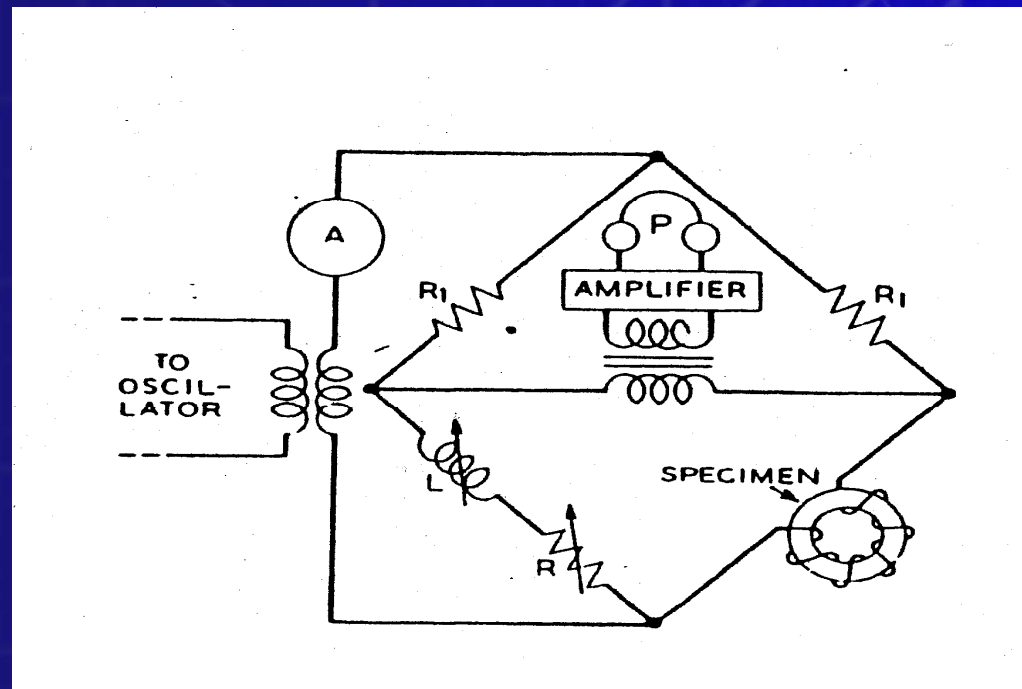 A
P
AMPLIFIER
R1
R1
TO
OSCIL-
LATOR
L
SPECIMEN
R